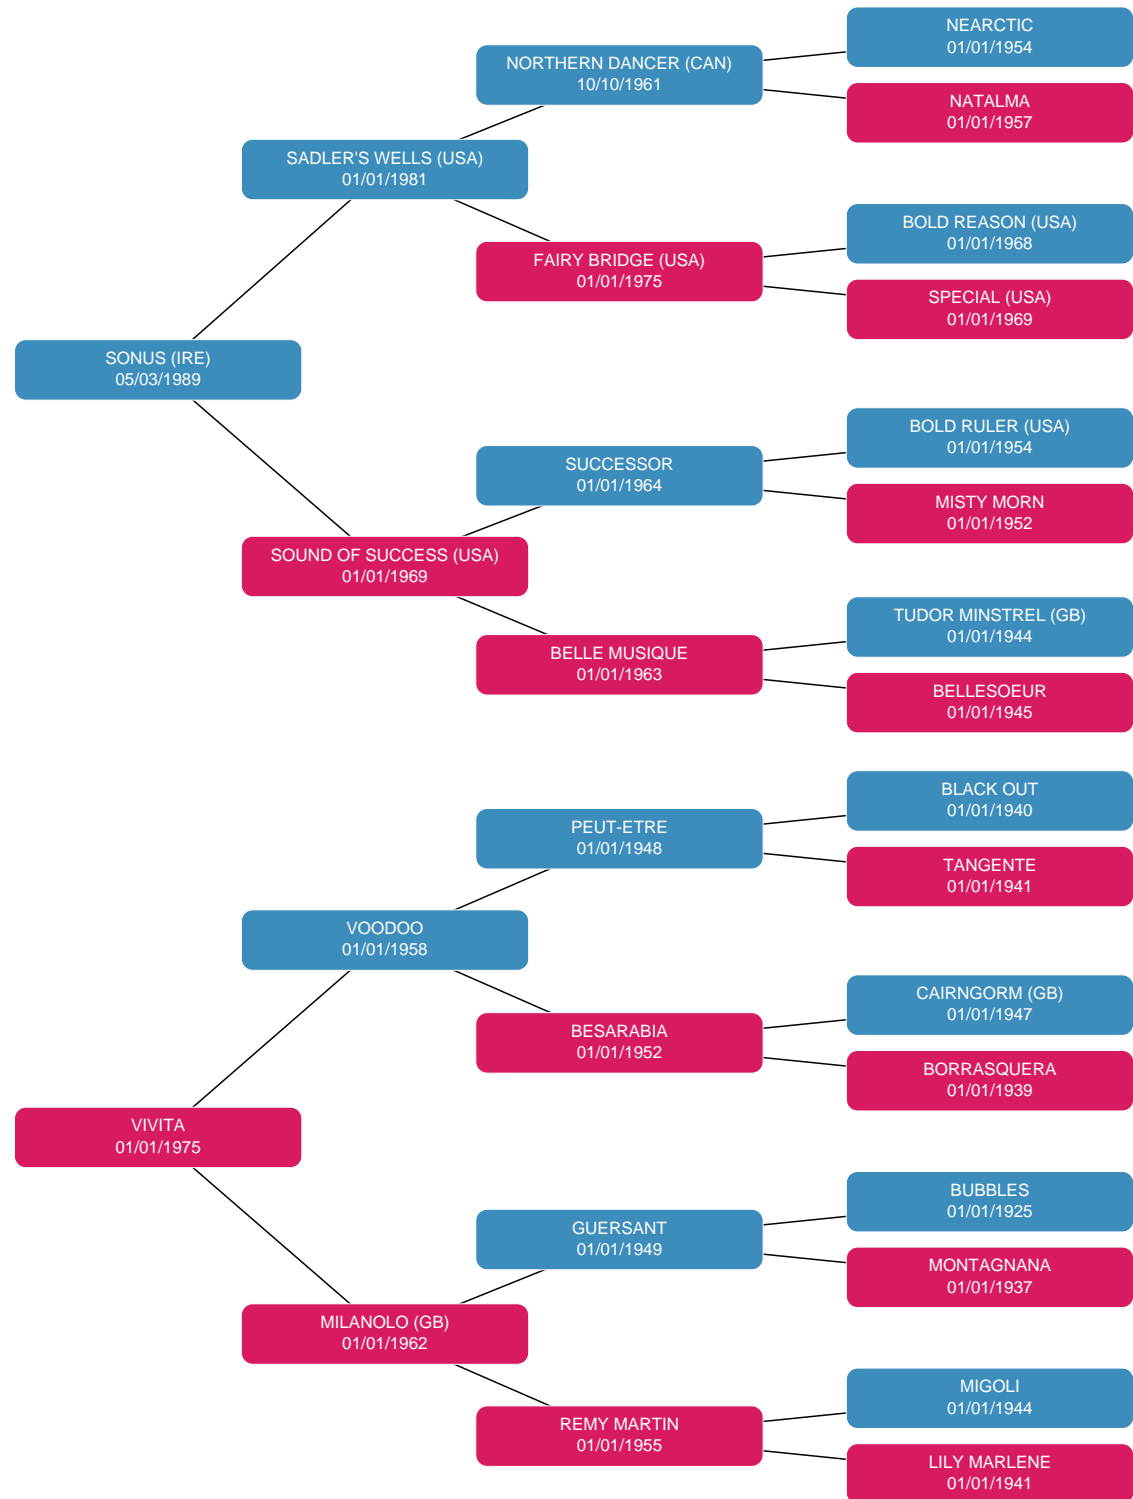 NEARCTIC
01/01/1954
NORTHERN DANCER (CAN)
10/10/1961
NATALMA
01/01/1957
SADLER'S WELLS (USA)
01/01/1981
BOLD REASON (USA)
01/01/1968
FAIRY BRIDGE (USA)
01/01/1975
SPECIAL (USA)
01/01/1969
SONUS (IRE)
05/03/1989
BOLD RULER (USA)
01/01/1954
SUCCESSOR
01/01/1964
MISTY MORN
01/01/1952
SOUND OF SUCCESS (USA)
01/01/1969
TUDOR MINSTREL (GB)
01/01/1944
BELLE MUSIQUE
01/01/1963
BELLESOEUR
01/01/1945
BLACK OUT
01/01/1940
PEUT-ETRE
01/01/1948
TANGENTE
01/01/1941
VOODOO
01/01/1958
CAIRNGORM (GB)
01/01/1947
BESARABIA
01/01/1952
BORRASQUERA
01/01/1939
VIVITA
01/01/1975
BUBBLES
01/01/1925
GUERSANT
01/01/1949
MONTAGNANA
01/01/1937
MILANOLO (GB)
01/01/1962
MIGOLI
01/01/1944
REMY MARTIN
01/01/1955
LILY MARLENE
01/01/1941